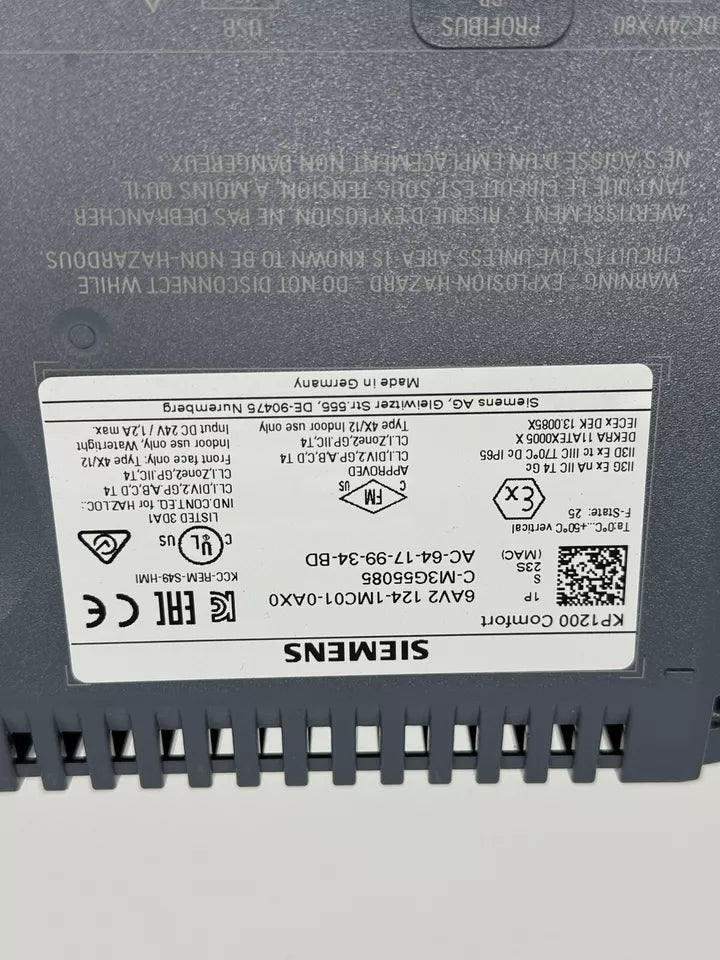 SIEMENS
KP1200 Comfort
1P 6AV2 124-1MC01-0AX0
S C-M3G55085
23S AC-64-17-99-34-BD
(MAC)
KCC-REM-S49-HMI
Ta:0°C...+50°C vertical
F-State: 25
II3G Ex nA IIC T4 Gc
II3D Ex tc IIIC T70°C Dc IP65
DEKRA 11ATEX0005 X
IECEx DEK 13.0085X
C FM US
APPROVED
CL.I,DIV.2,GP.A,B,C,D T4
CL.I,Zone2,GP.IIC,T4
Type 4X/12 Indoor use only
C UL US
LISTED 3DA1
IND.CONT.EQ. for HAZ.LOC.:
CL.I,DIV.2,GP.A,B,C,D T4
CL.I,Zone2,GP.IIC,T4
Front face only: Type 4X/12
Indoor use only, Watertight
Input DC 24V / 1,2A max.
Siemens AG, Gleiwitzer Str.555, DE-90475 Nuremberg
Made in Germany
WARNING - EXPLOSION HAZARD - DO NOT DISCONNECT WHILE
CIRCUIT IS LIVE UNLESS AREA IS KNOWN TO BE NON-HAZARDOUS.
AVERTISSEMENT - RISQUE D'EXPLOSION. NE PAS DEBRANCHER
TANT QUE LE CIRCUIT EST SOUS TENSION, A MOINS QU'IL
NE S'AGISSE D'UN EMPLACEMENT NON DANGEREUX.
DC24V X80
PROFIBUS
USB